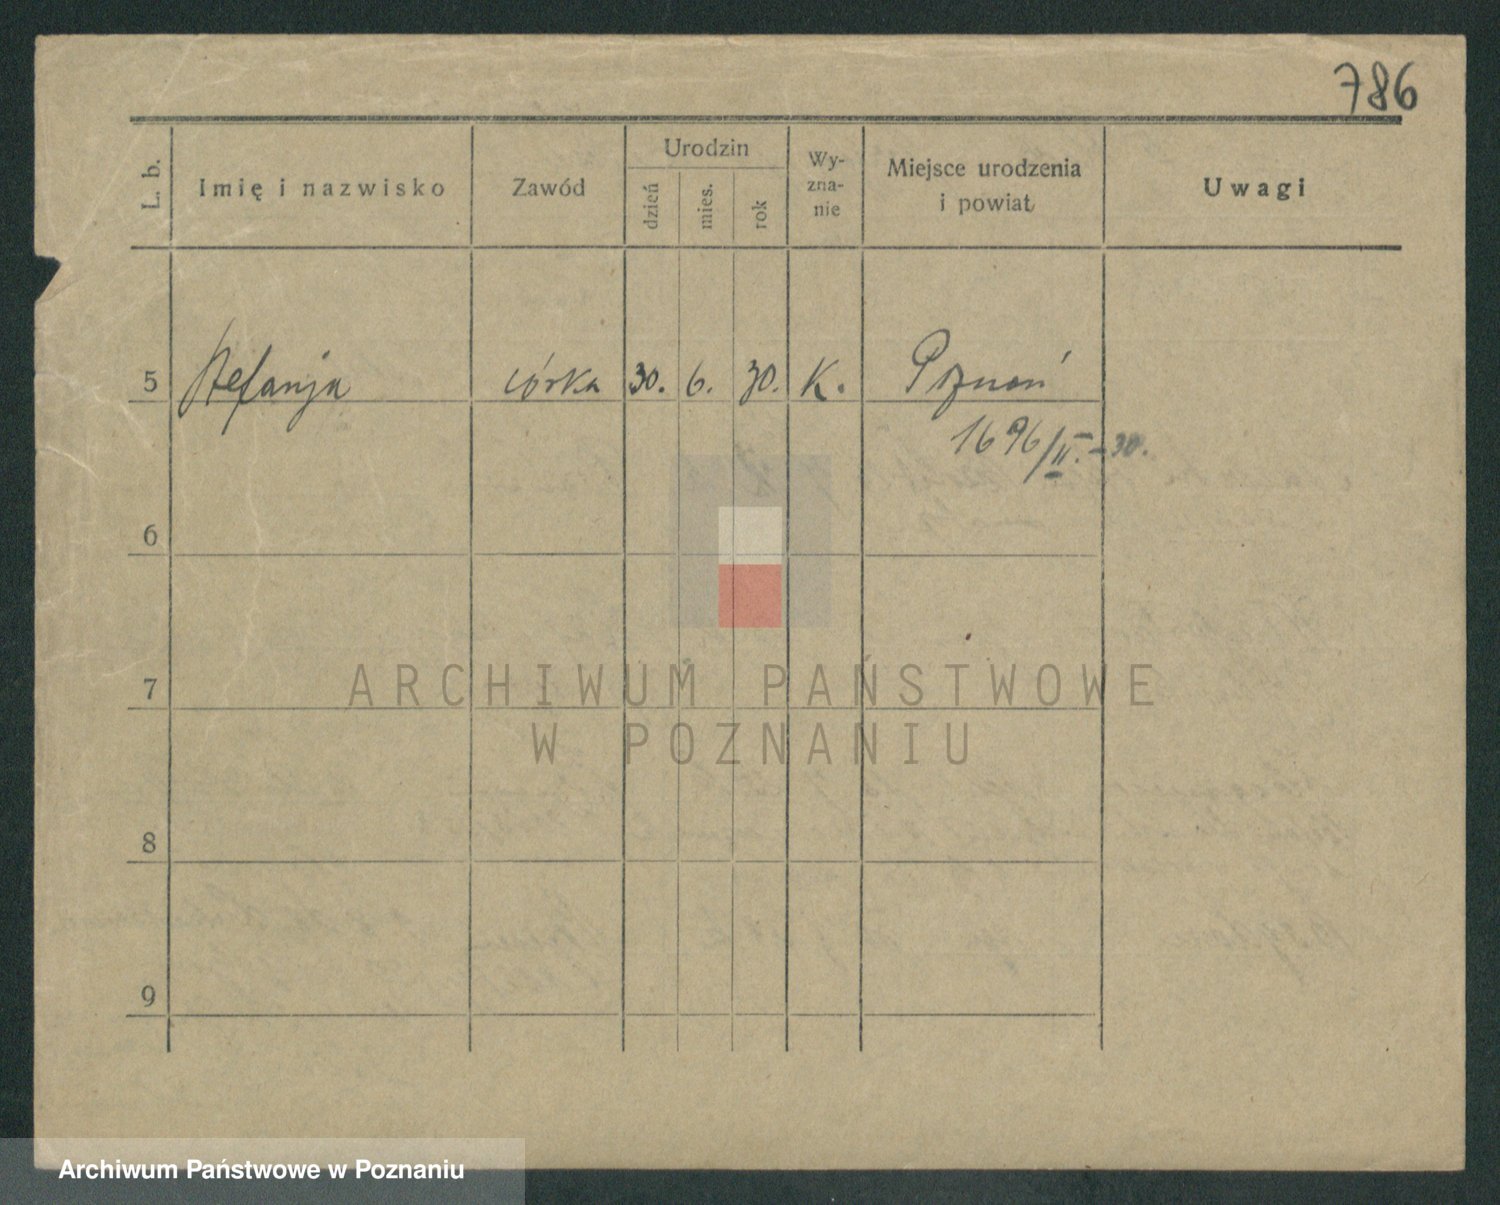 786
L. b. Imię i nazwisko Zawód Urodzin dzień mies. rok Wy-zna-nie Miejsce urodzenia i powiat Uwagi
5 Stefanja córka 30. 6. 30. K. Poznań
1696/II.-30.
6
7
8
9
ARCHIWUM PAŃSTWOWE
W POZNANIU
Archiwum Państwowe w Poznaniu